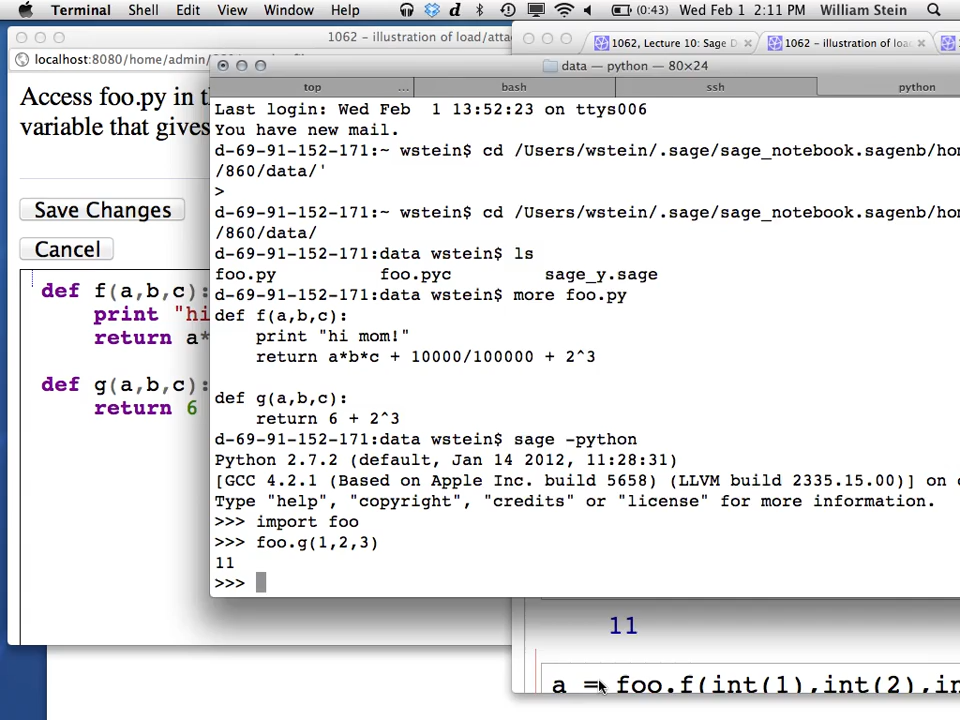 Terminal Shell Edit View Window Help (0:43) Wed Feb 1 2:11 PM William Stein
1062 – illustration of load/atta
1062, Lecture 10: Sage D
1062 – illustration of loa
localhost:8080/home/admin/
data — python — 80×24
top ... bash ssh python
Access foo.py in t
variable that gives
Save Changes
Cancel
def f(a,b,c):
print "hi
return a*
def g(a,b,c):
return 6
Last login: Wed Feb  1 13:52:23 on ttys006
You have new mail.
d-69-91-152-171:~ wstein$ cd /Users/wstein/.sage/sage_notebook.sagenb/hom
/860/data/'
>
d-69-91-152-171:~ wstein$ cd /Users/wstein/.sage/sage_notebook.sagenb/hom
/860/data/
d-69-91-152-171:data wstein$ ls
foo.py foo.pyc sage_y.sage
d-69-91-152-171:data wstein$ more foo.py
def f(a,b,c):
print "hi mom!"
return a*b*c + 10000/100000 + 2^3
def g(a,b,c):
return 6 + 2^3
d-69-91-152-171:data wstein$ sage -python
Python 2.7.2 (default, Jan 14 2012, 11:28:31)
[GCC 4.2.1 (Based on Apple Inc. build 5658) (LLVM build 2335.15.00)] on
Type "help", "copyright", "credits" or "license" for more information.
>>> import foo
>>> foo.g(1,2,3)
11
>>>
11
a = foo.f(int(1),int(2),in